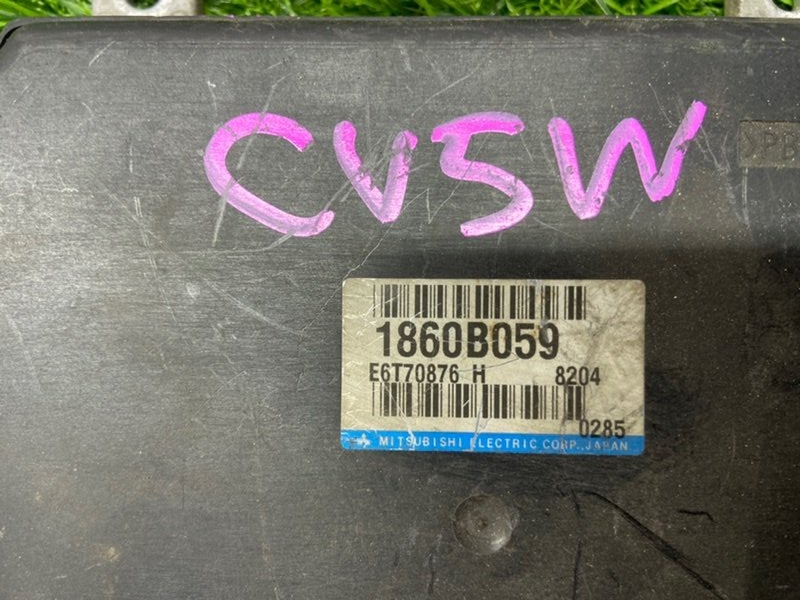 CV5W
>PB
1860B059
E6T70876 H 8204
0285
MITSUBISHI ELECTRIC CORP.,JAPAN